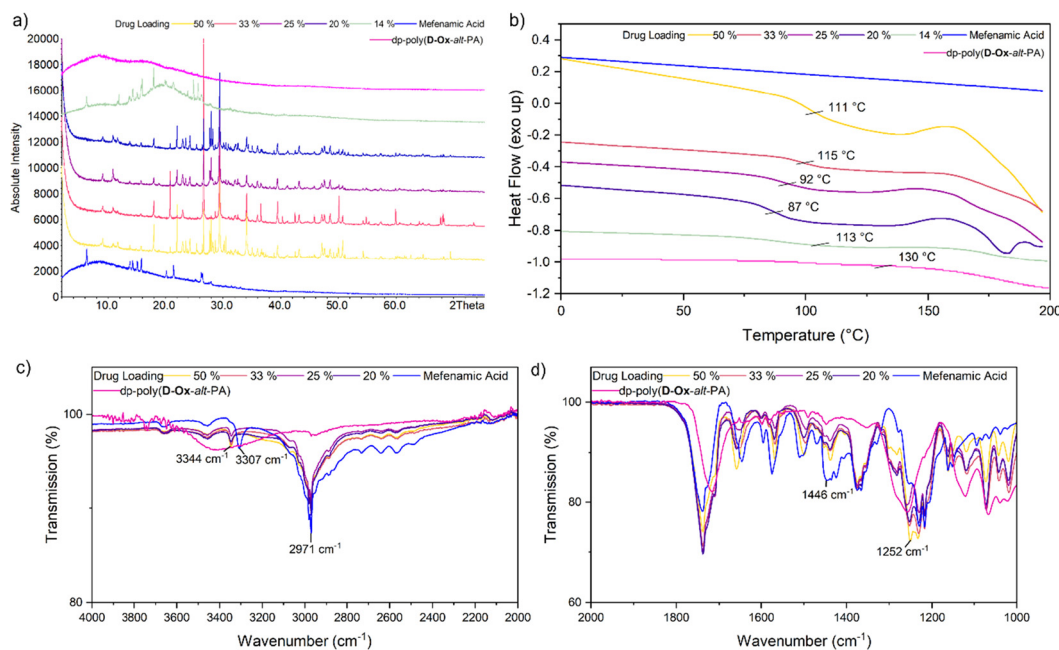 a)
Drug Loading 50 % 33 % 25 % 20 % 14 % Mefenamic Acid
dp-poly(D-Ox-alt-PA)
Absolute Intensity
20000
18000
16000
14000
12000
10000
8000
6000
4000
2000
0
10.0 20.0 30.0 40.0 50.0 2Theta
b)
Drug Loading 50 % 33 % 25 % 20 % 14 % Mefenamic Acid
dp-poly(D-Ox-alt-PA)
Heat Flow (exo up)
0.4
0.2
0.0
-0.2
-0.4
-0.6
-0.8
-1.0
-1.2
111 °C
115 °C
92 °C
87 °C
113 °C
130 °C
0 50 100 150 200
Temperature (°C)
c)
Drug Loading 50 % 33 % 25 % 20 % Mefenamic Acid
dp-poly(D-Ox-alt-PA)
Transmission (%)
100
80
3344 cm-1
3307 cm-1
2971 cm-1
4000 3800 3600 3400 3200 3000 2800 2600 2400 2200 2000
Wavenumber (cm-1)
d)
Drug Loading 50 % 33 % 25 % 20 % Mefenamic Acid
dp-poly(D-Ox-alt-PA)
Transmission (%)
100
80
60
1446 cm-1
1252 cm-1
2000 1800 1600 1400 1200 1000
Wavenumber (cm-1)